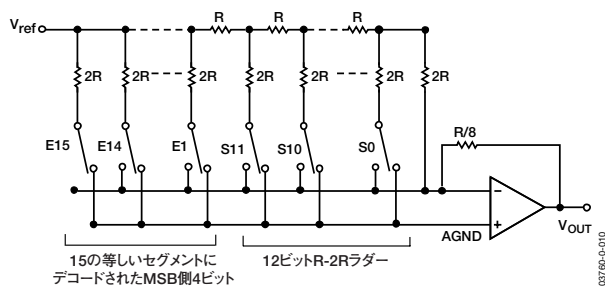 Vref
R R R
2R 2R 2R 2R 2R 2R 2R
E15 E14 E1 S11 S10 S0
R/8
−
+
AGND
VOUT
15の等しいセグメントに
デコードされたMSB側4ビット
12ビットR-2Rラダー
03760-0-010